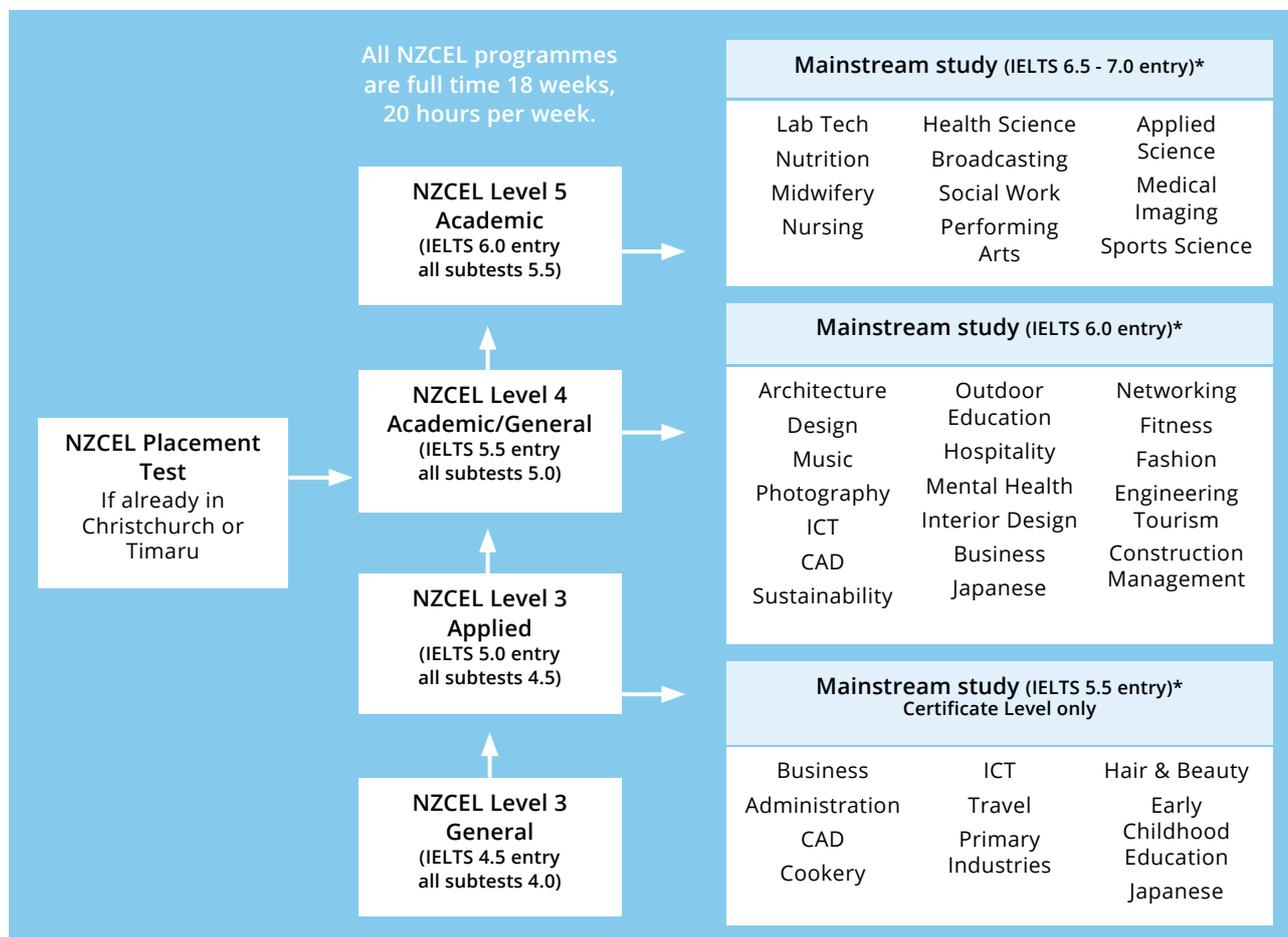 All NZCEL programmes
are full time 18 weeks,
20 hours per week.
NZCEL Placement
Test
If already in
Christchurch or
Timaru
NZCEL Level 5
Academic
(IELTS 6.0 entry
all subtests 5.5)
NZCEL Level 4
Academic/General
(IELTS 5.5 entry
all subtests 5.0)
NZCEL Level 3
Applied
(IELTS 5.0 entry
all subtests 4.5)
NZCEL Level 3
General
(IELTS 4.5 entry
all subtests 4.0)
Mainstream study (IELTS 6.5 - 7.0 entry)*
Lab Tech
Nutrition
Midwifery
Nursing
Health Science
Broadcasting
Social Work
Performing
Arts
Applied
Science
Medical
Imaging
Sports Science
Mainstream study (IELTS 6.0 entry)*
Architecture
Design
Music
Photography
ICT
CAD
Sustainability
Outdoor
Education
Hospitality
Mental Health
Interior Design
Business
Japanese
Networking
Fitness
Fashion
Engineering
Tourism
Construction
Management
Mainstream study (IELTS 5.5 entry)*
Certificate Level only
Business
Administration
CAD
Cookery
ICT
Travel
Primary
Industries
Hair & Beauty
Early
Childhood
Education
Japanese